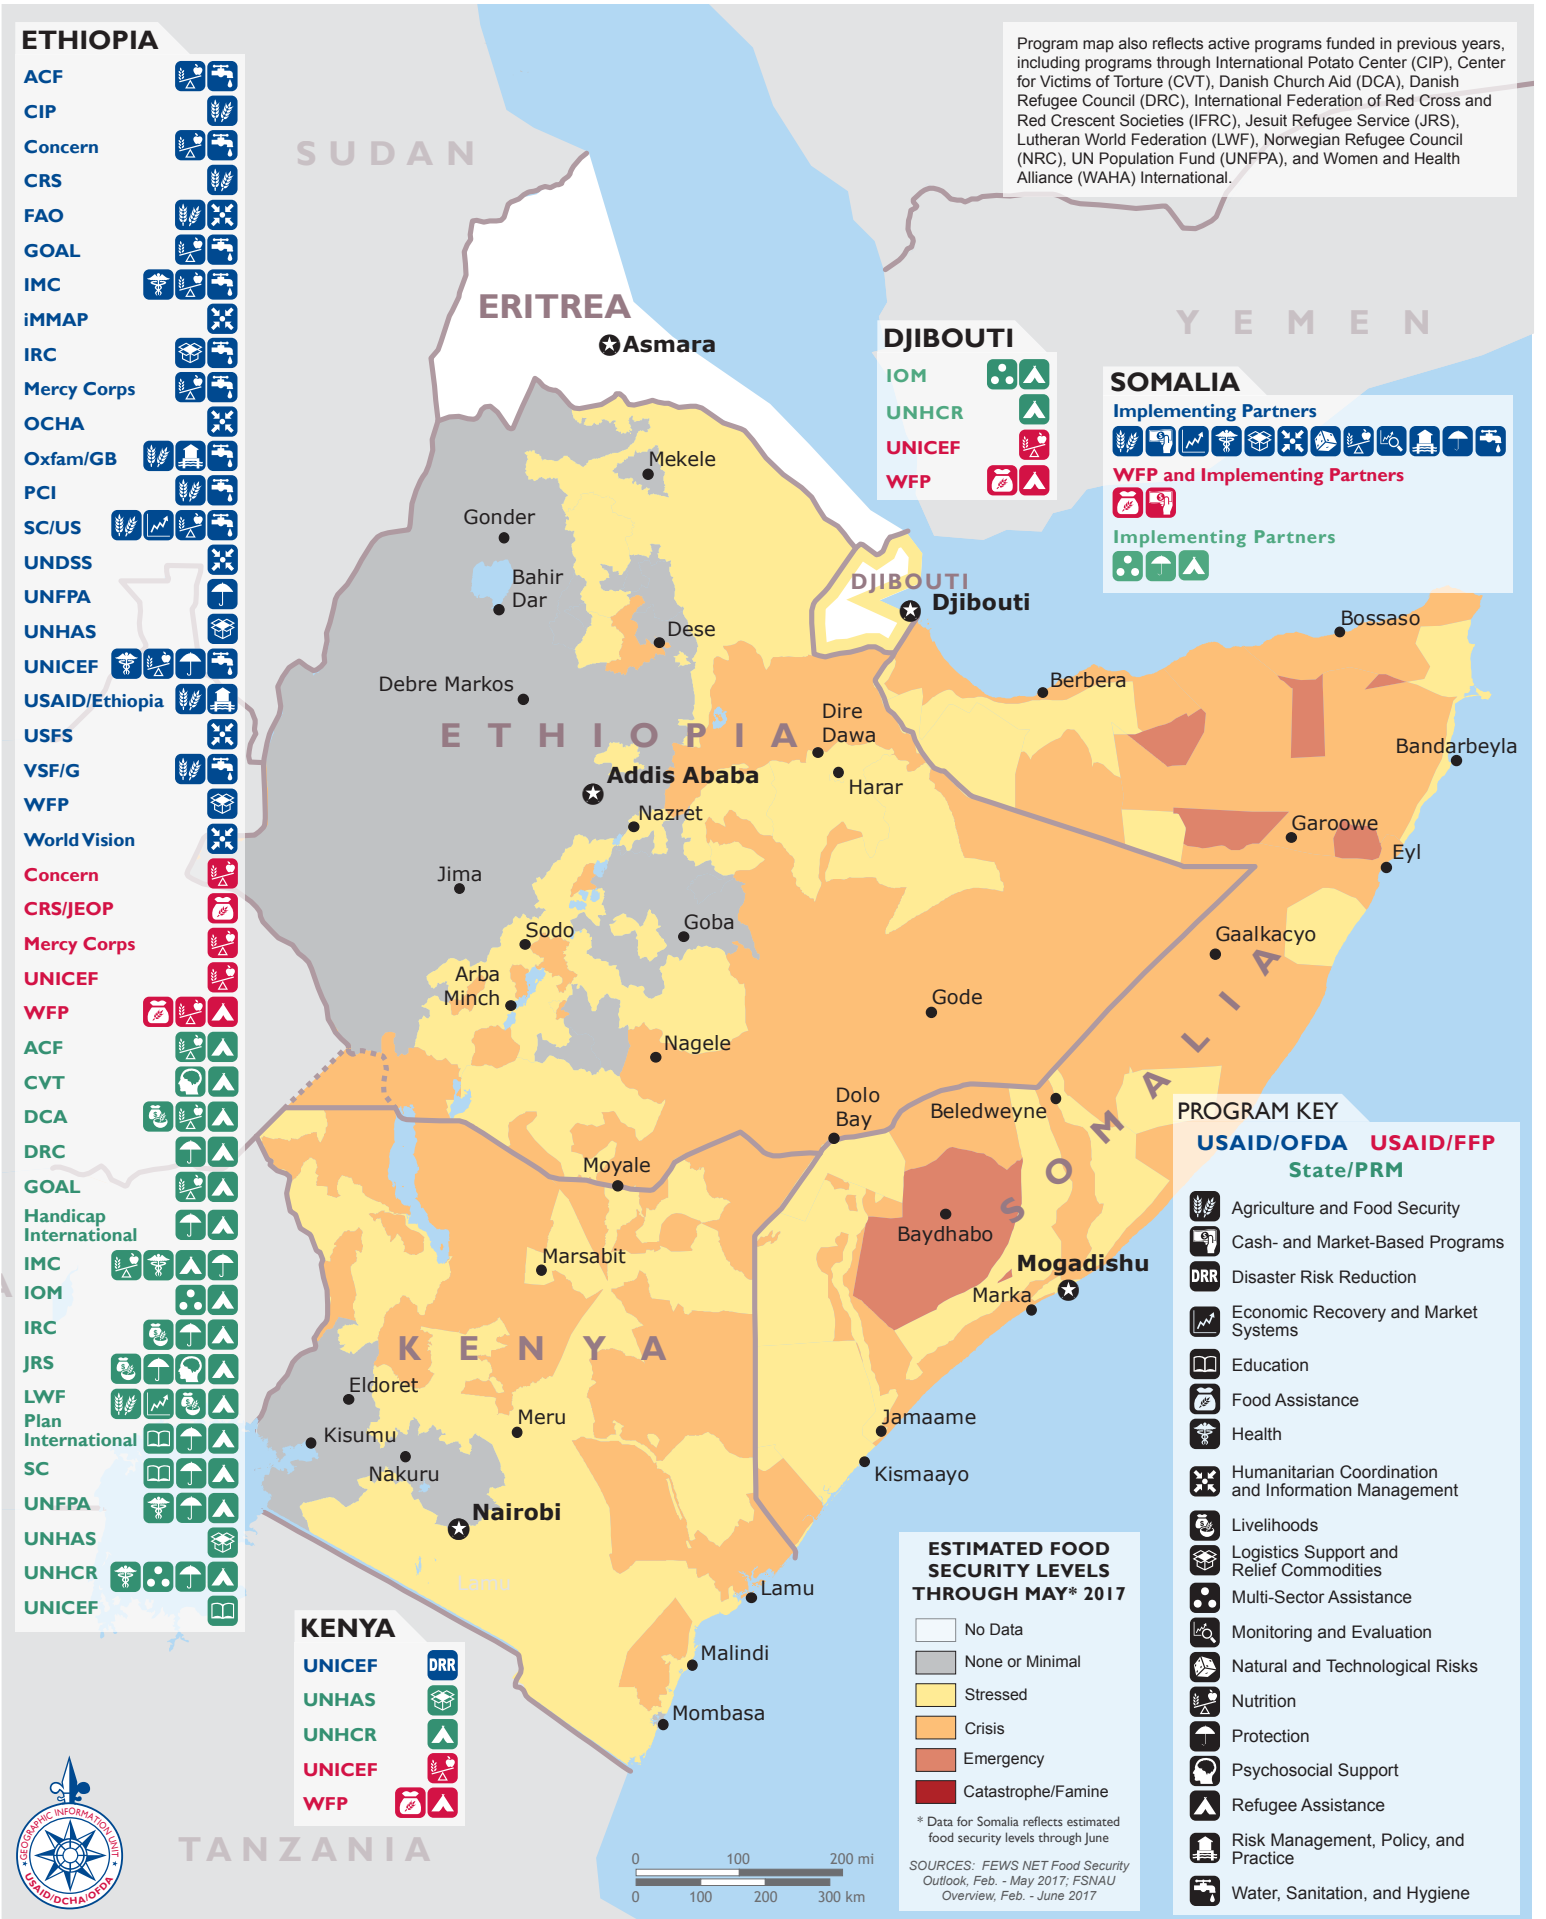 ETHIOPIA
ACF
CIP
Concern
CRS
FAO
GOAL
IMC
iMMAP
IRC
Mercy Corps
OCHA
Oxfam/GB
PCI
SC/US
UNDSS
UNFPA
UNHAS
UNICEF
USAID/Ethiopia
USFS
VSF/G
WFP
World Vision
Concern
CRS/JEOP
Mercy Corps
UNICEF
WFP
ACF
CVT
DCA
DRC
GOAL
Handicap
International
IMC
IOM
IRC
JRS
LWF
Plan
International
SC
UNFPA
UNHAS
UNHCR
UNICEF
Program map also reflects active programs funded in previous years,
including programs through International Potato Center (CIP), Center
for Victims of Torture (CVT), Danish Church Aid (DCA), Danish
Refugee Council (DRC), International Federation of Red Cross and
Red Crescent Societies (IFRC), Jesuit Refugee Service (JRS),
Lutheran World Federation (LWF), Norwegian Refugee Council
(NRC), UN Population Fund (UNFPA), and Women and Health
Alliance (WAHA) International.
SUDAN
YEMEN
ERITREA
Asmara
DJIBOUTI
IOM
UNHCR
UNICEF
WFP
SOMALIA
Implementing Partners
WFP and Implementing Partners
Implementing Partners
Mekele
Gonder
Bahir
Dar
Dese
Debre Markos
DJIBOUTI
Djibouti
Bossaso
Berbera
ETHIOPIA
Dire
Dawa
Addis Ababa
Harar
Nazret
Bandarbeyla
Garoowe
Eyl
Jima
Goba
Sodo
Gaalkacyo
Arba
Minch
Gode
Nagele
SOMALIA
Dolo
Bay
Beledweyne
Moyale
Baydhabo
Marsabit
Mogadishu
Marka
KENYA
Eldoret
Meru
Kisumu
Nakuru
Jamaame
Kismaayo
Nairobi
Lamu
Lamu
Malindi
Mombasa
TANZANIA
KENYA
UNICEF
DRR
UNHAS
UNHCR
UNICEF
WFP
PROGRAM KEY
USAID/OFDA USAID/FFP
State/PRM
Agriculture and Food Security
Cash- and Market-Based Programs
DRR Disaster Risk Reduction
Economic Recovery and Market
Systems
Education
Food Assistance
Health
Humanitarian Coordination
and Information Management
Livelihoods
Logistics Support and
Relief Commodities
Multi-Sector Assistance
Monitoring and Evaluation
Natural and Technological Risks
Nutrition
Protection
Psychosocial Support
Refugee Assistance
Risk Management, Policy, and
Practice
Water, Sanitation, and Hygiene
ESTIMATED FOOD
SECURITY LEVELS
THROUGH MAY* 2017
No Data
None or Minimal
Stressed
Crisis
Emergency
Catastrophe/Famine
* Data for Somalia reflects estimated
food security levels through June
SOURCES: FEWS NET Food Security
Outlook, Feb. - May 2017; FSNAU
Overview, Feb. - June 2017
0 100 200 mi
0 100 200 300 km
GEOGRAPHIC INFORMATION UNIT
USAID/DCHA/OFDA